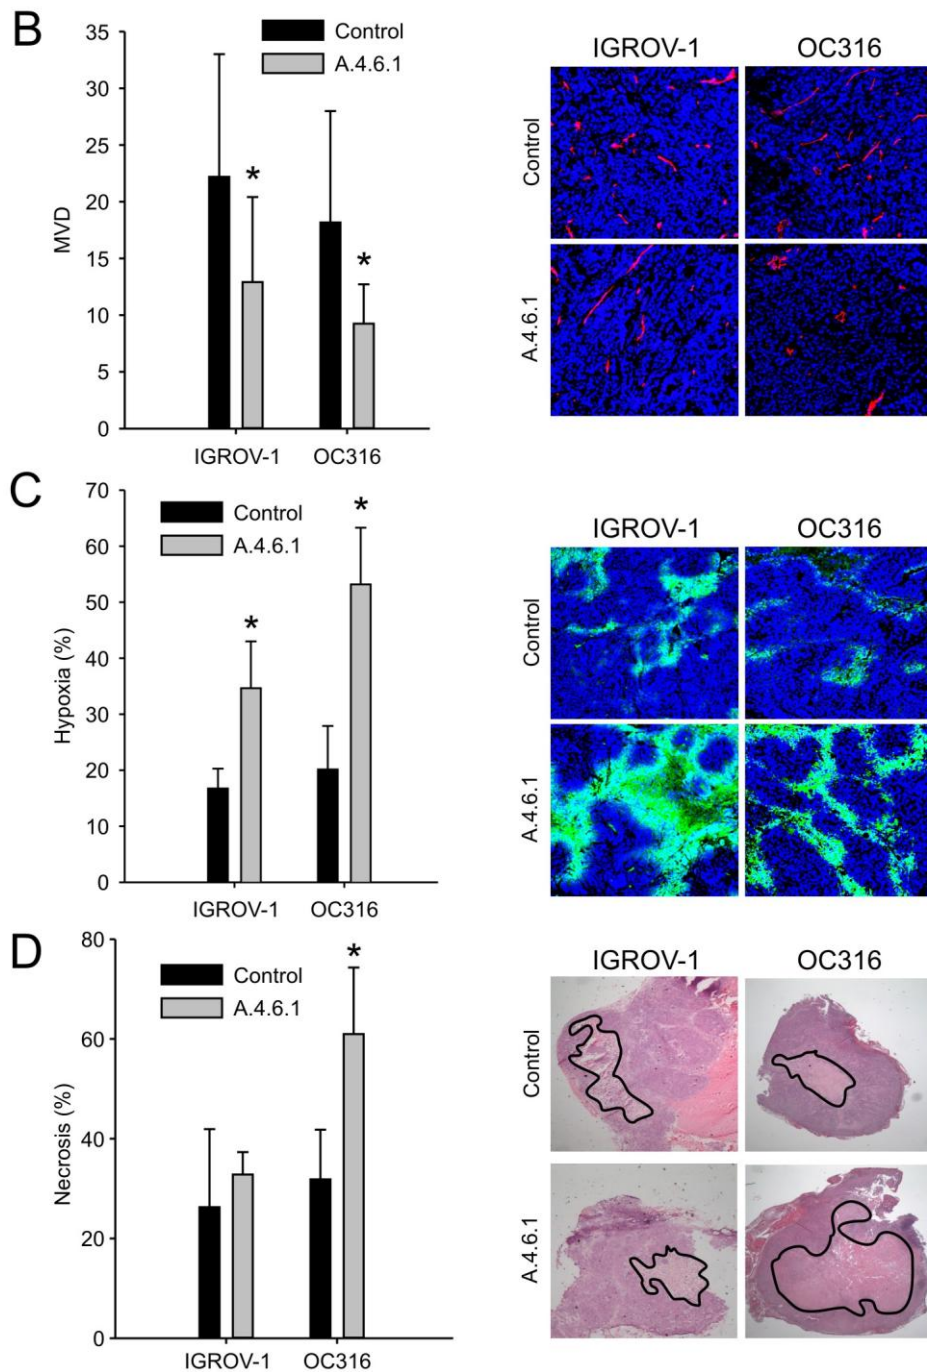 B
Control
A.4.6.1
35
30
25
20
15
10
5
0
MVD
*
*
IGROV-1 OC316
IGROV-1 OC316
Control
A.4.6.1
C
Control
A.4.6.1
70
60
50
40
30
20
10
0
Hypoxia (%)
*
*
IGROV-1 OC316
IGROV-1 OC316
Control
A.4.6.1
D
Control
A.4.6.1
80
60
40
20
0
Necrosis (%)
*
IGROV-1 OC316
IGROV-1 OC316
Control
A.4.6.1